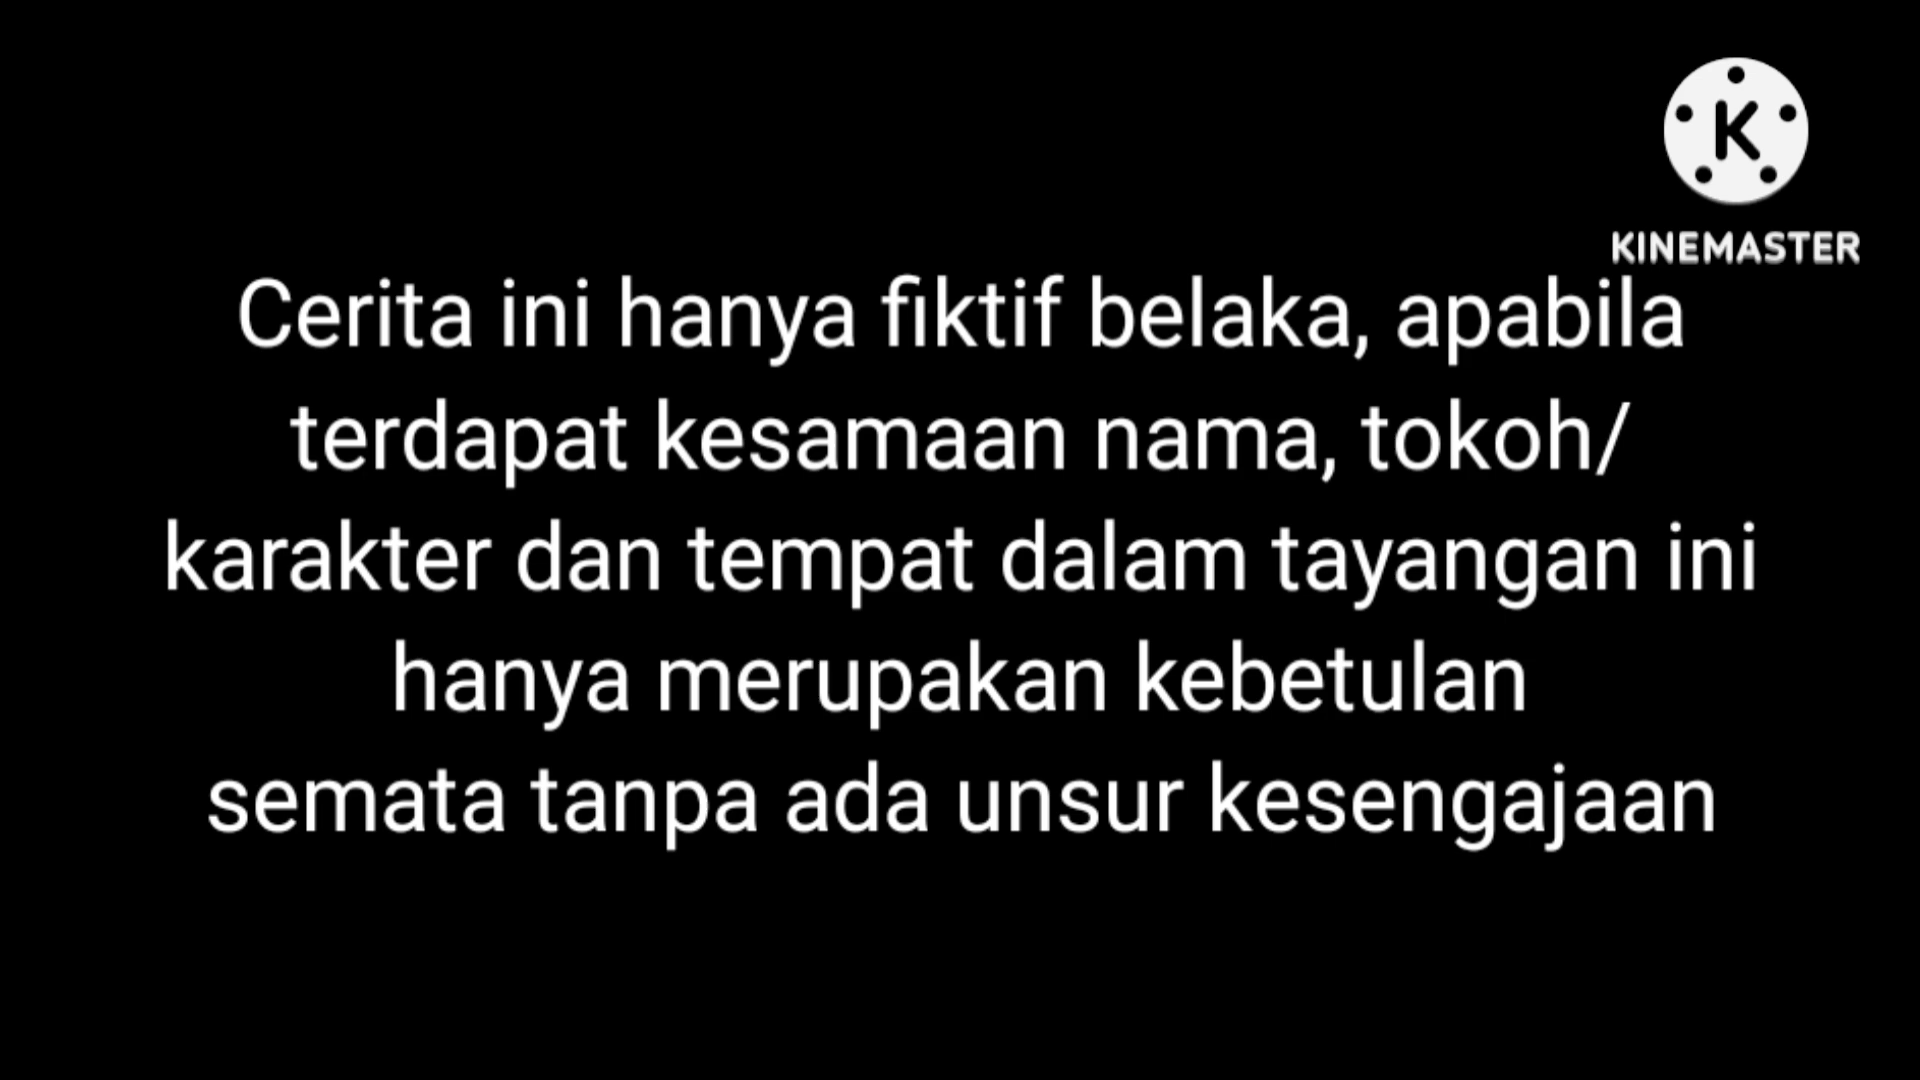 K
KINEMASTER
Cerita ini hanya fiktif belaka, apabila
terdapat kesamaan nama, tokoh/
karakter dan tempat dalam tayangan ini
hanya merupakan kebetulan
semata tanpa ada unsur kesengajaan